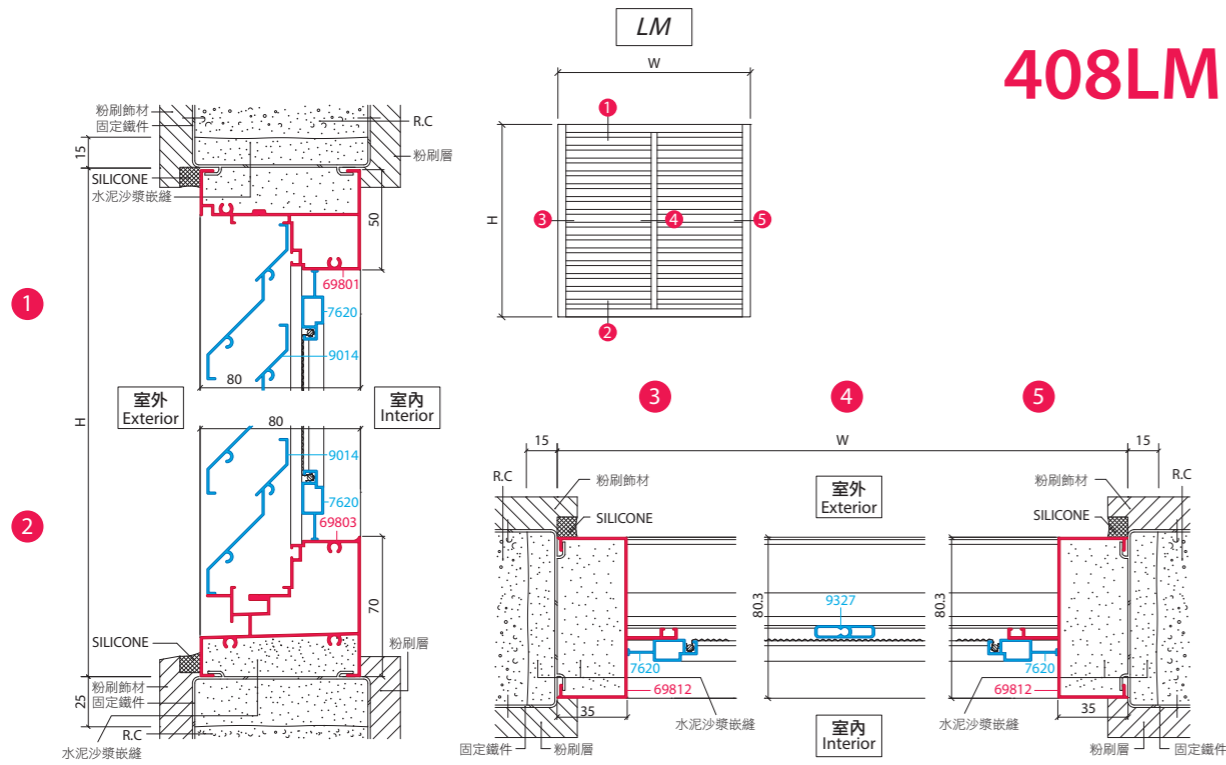 LM
408LM
W
H
1
2
3
4
5
粉刷飾材
固定鐵件
R.C
粉刷層
15
SILICONE
水泥沙漿嵌縫
50
69801
7620
9014
80
1
H
室外
Exterior
室內
Interior
80
9014
7620
69803
2
70
SILICONE
粉刷層
粉刷飾材
固定鐵件
25
R.C
水泥沙漿嵌縫
3
4
5
15
W
15
R.C
粉刷飾材
室外
Exterior
粉刷飾材
R.C
SILICONE
SILICONE
80.3
9327
80.3
7620
7620
69812
69812
35
水泥沙漿嵌縫
室內
Interior
水泥沙漿嵌縫
35
固定鐵件
粉刷層
粉刷層
固定鐵件